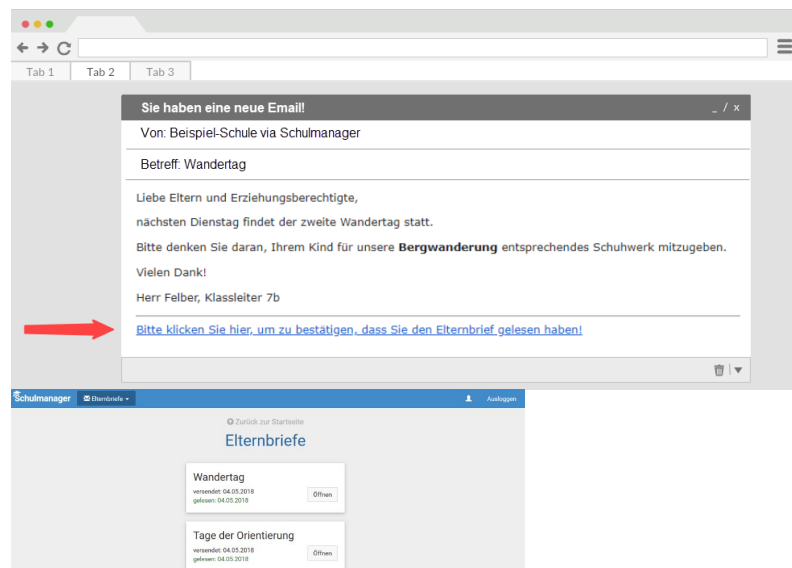 Tab 1 Tab 2 Tab 3
Sie haben eine neue Email! _ / x
Von: Beispiel-Schule via Schulmanager
Betreff: Wandertag
Liebe Eltern und Erziehungsberechtigte,
nächsten Dienstag findet der zweite Wandertag statt.
Bitte denken Sie daran, Ihrem Kind für unsere Bergwanderung entsprechendes Schuhwerk mitzugeben.
Vielen Dank!
Herr Felber, Klassleiter 7b
Bitte klicken Sie hier, um zu bestätigen, dass Sie den Elternbrief gelesen haben!
Schulmanager Elternbriefe Ausloggen
Zurück zur Startseite
Elternbriefe
Wandertag
versendet: 04.05.2018
gelesen: 04.05.2018
Öffnen
Tage der Orientierung
versendet: 04.05.2018
gelesen: 04.05.2018
Öffnen